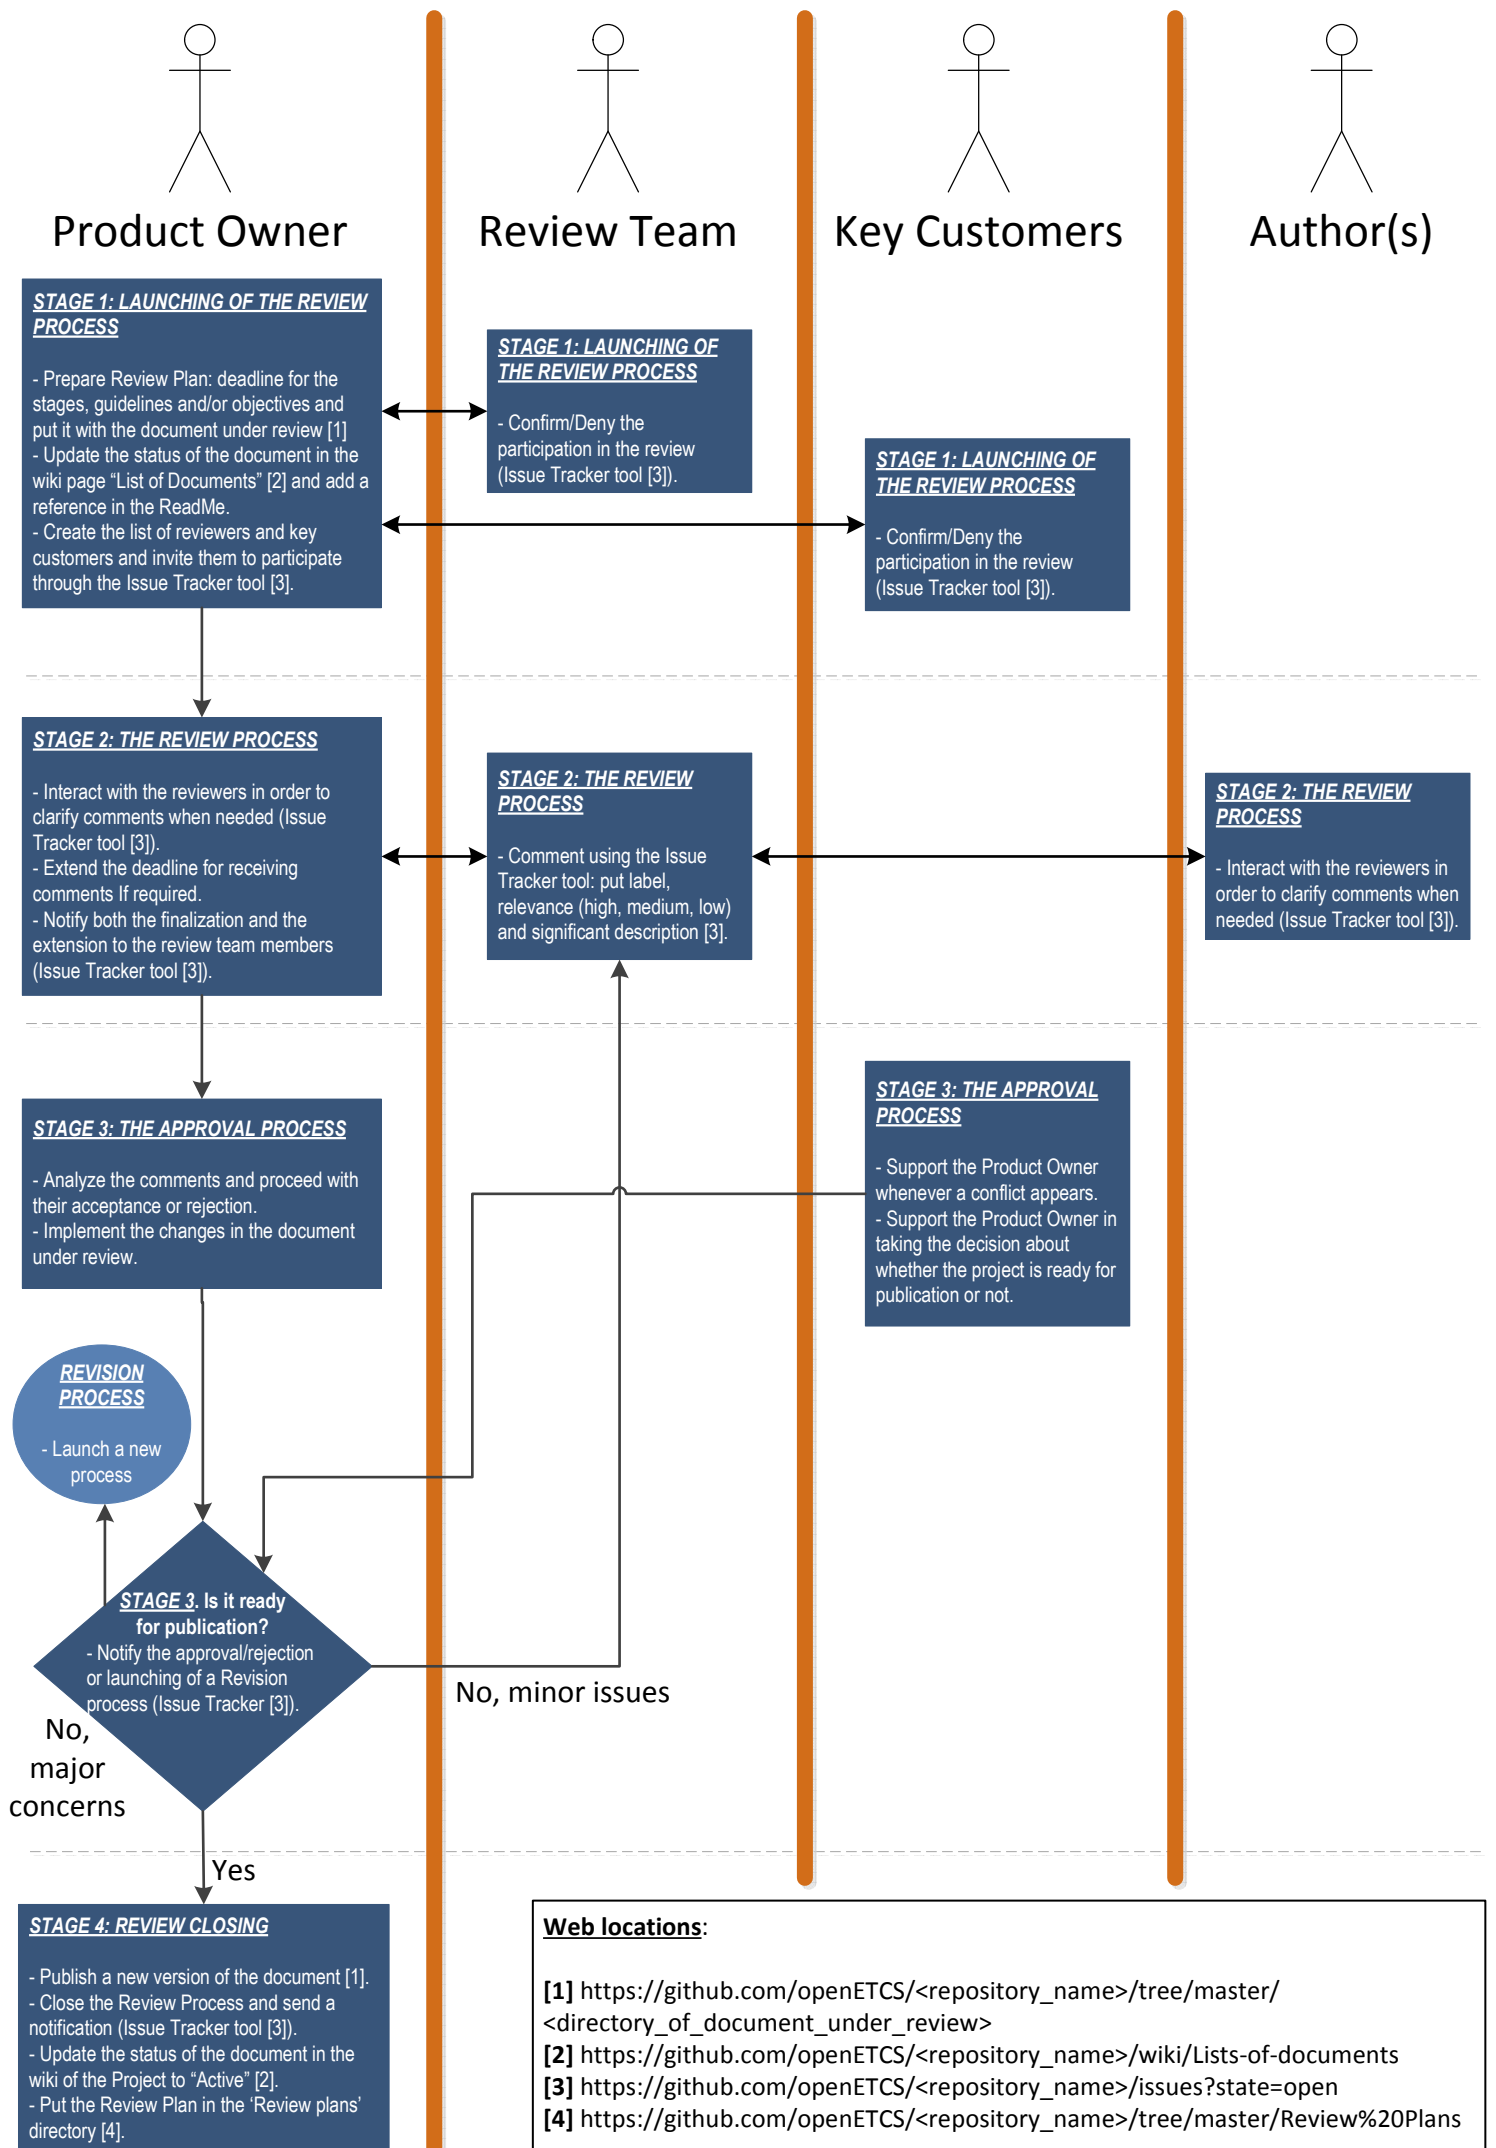 Product Owner
Review Team
Key Customers
Author(s)
STAGE 1: LAUNCHING OF THE REVIEW
PROCESS
- Prepare Review Plan: deadline for the
stages, guidelines and/or objectives and
put it with the document under review [1]
- Update the status of the document in the
wiki page “List of Documents” [2] and add a
reference in the ReadMe.
- Create the list of reviewers and key
customers and invite them to participate
through the Issue Tracker tool [3].
STAGE 1: LAUNCHING OF
THE REVIEW PROCESS
- Confirm/Deny the
participation in the review
(Issue Tracker tool [3]).
STAGE 1: LAUNCHING OF
THE REVIEW PROCESS
- Confirm/Deny the
participation in the review
(Issue Tracker tool [3]).
STAGE 2: THE REVIEW PROCESS
- Interact with the reviewers in order to
clarify comments when needed (Issue
Tracker tool [3]).
- Extend the deadline for receiving
comments If required.
- Notify both the finalization and the
extension to the review team members
(Issue Tracker tool [3]).
STAGE 2: THE REVIEW
PROCESS
- Comment using the Issue
Tracker tool: put label,
relevance (high, medium, low)
and significant description [3].
STAGE 2: THE REVIEW
PROCESS
- Interact with the reviewers in
order to clarify comments when
needed (Issue Tracker tool [3]).
STAGE 3: THE APPROVAL PROCESS
- Analyze the comments and proceed with
their acceptance or rejection.
- Implement the changes in the document
under review.
STAGE 3: THE APPROVAL
PROCESS
- Support the Product Owner
whenever a conflict appears.
- Support the Product Owner in
taking the decision about
whether the project is ready for
publication or not.
REVISION
PROCESS
- Launch a new
process
STAGE 3. Is it ready
for publication?
- Notify the approval/rejection
or launching of a Revision
process (Issue Tracker [3]).
No, minor issues
No,
major
concerns
Yes
STAGE 4: REVIEW CLOSING
- Publish a new version of the document [1].
- Close the Review Process and send a
notification (Issue Tracker tool [3]).
- Update the status of the document in the
wiki of the Project to “Active” [2].
- Put the Review Plan in the ‘Review plans’
directory [4].
Web locations:
[1] https://github.com/openETCS/<repository_name>/tree/master/
<directory_of_document_under_review>
[2] https://github.com/openETCS/<repository_name>/wiki/Lists-of-documents
[3] https://github.com/openETCS/<repository_name>/issues?state=open
[4] https://github.com/openETCS/<repository_name>/tree/master/Review%20Plans